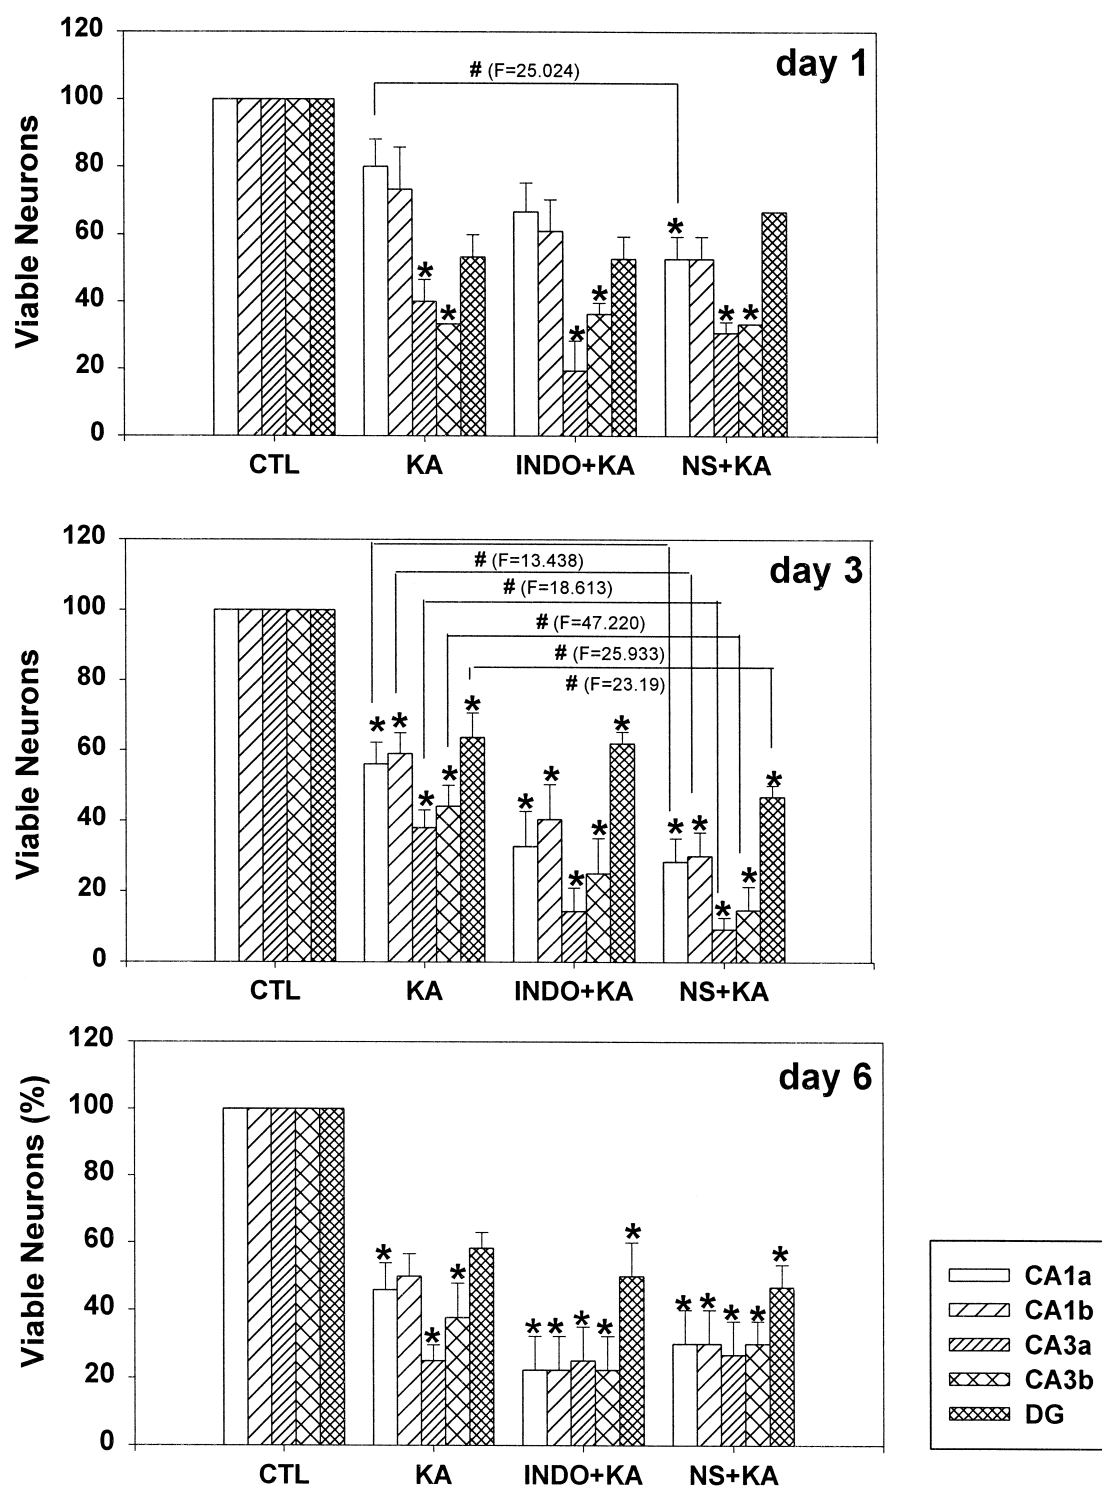 120
100
80
60
40
20
0
Viable Neurons
day 1
# (F=25.024)
* * * * * * *
CTL KA INDO+KA NS+KA
120
100
80
60
40
20
0
Viable Neurons
day 3
# (F=13.438)
# (F=18.613)
# (F=47.220)
# (F=25.933)
# (F=23.19)
* * * * * * * * * * * * * * *
CTL KA INDO+KA NS+KA
120
100
80
60
40
20
0
Viable Neurons (%)
day 6
* * * * * * * * * * * * *
CTL KA INDO+KA NS+KA
CA1a
CA1b
CA3a
CA3b
DG